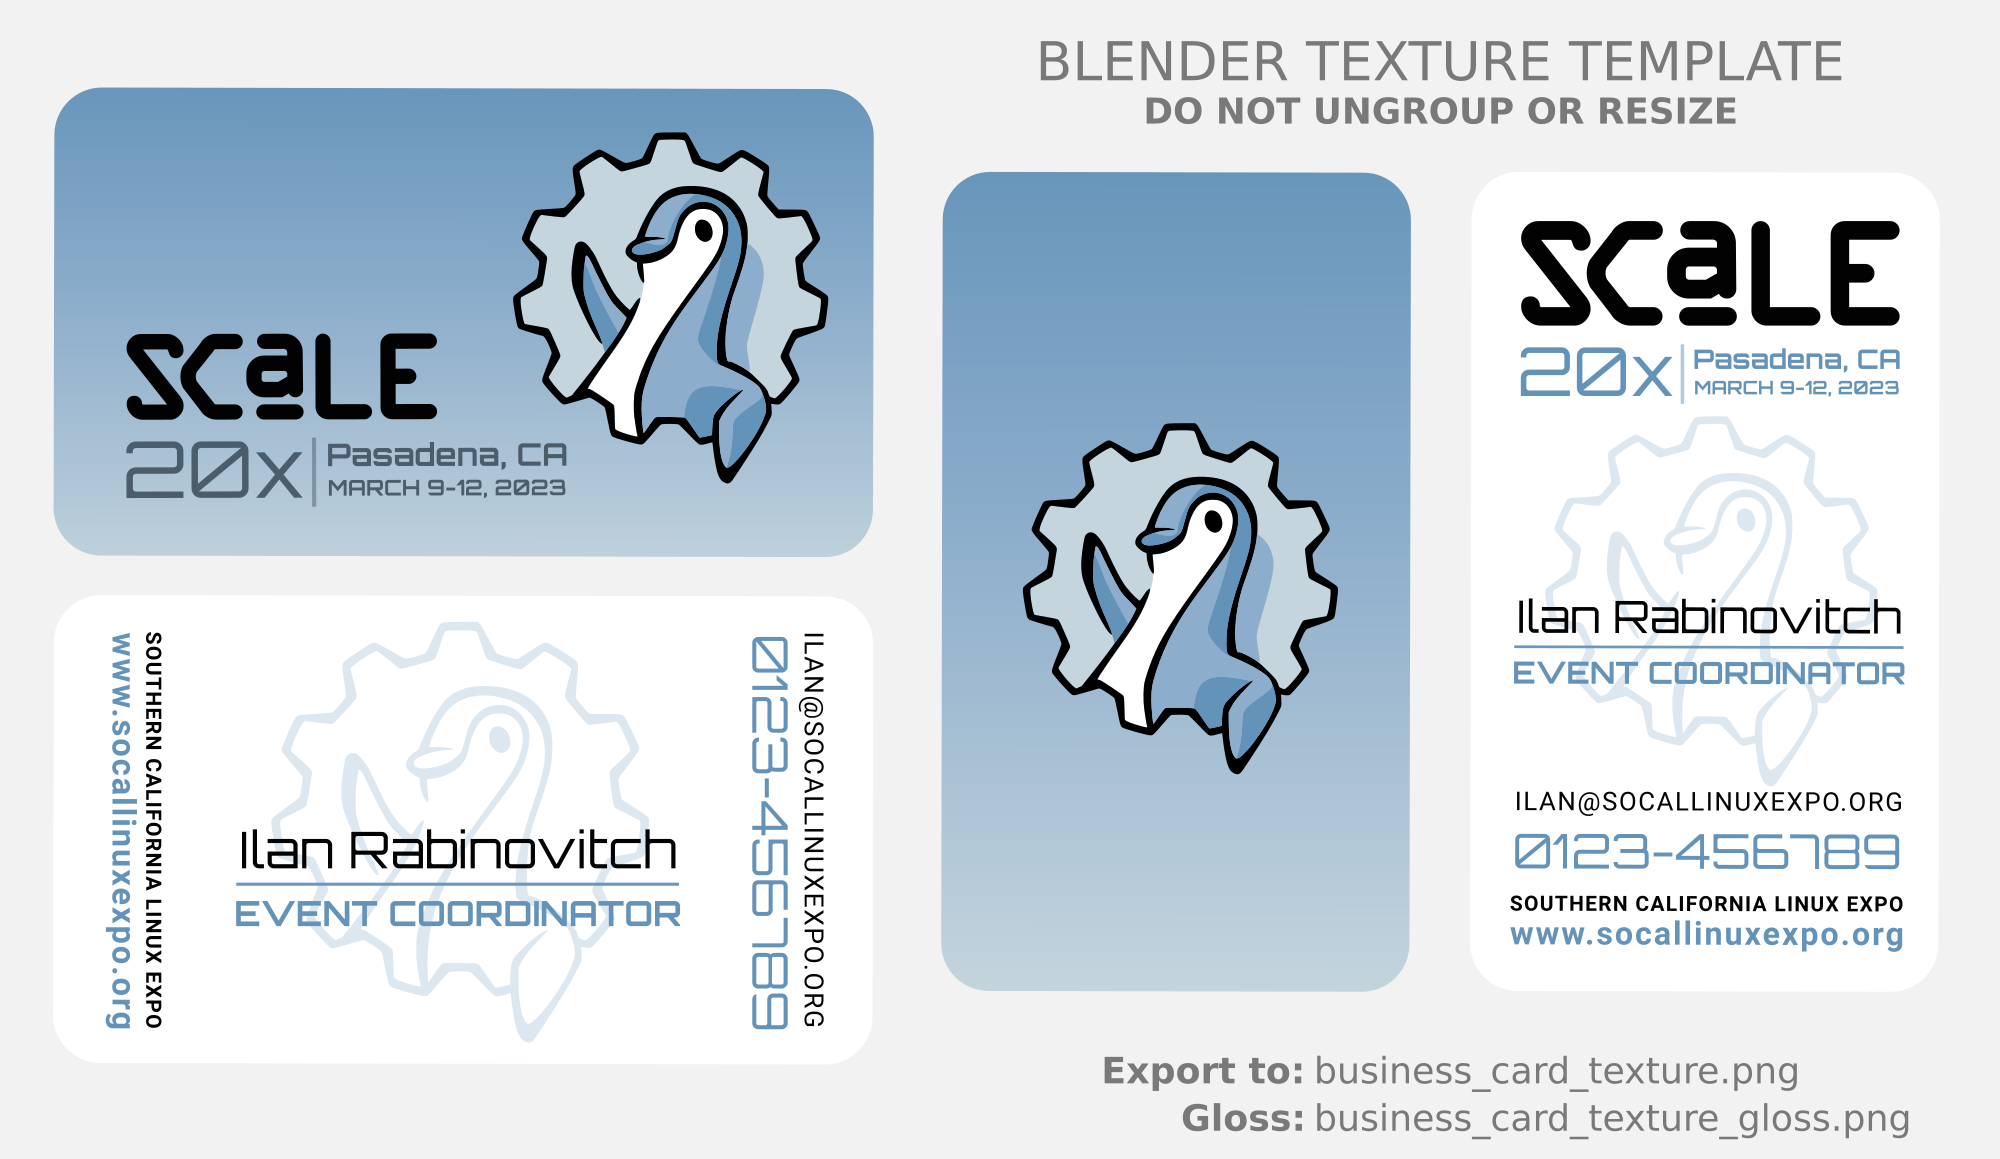 BLENDER TEXTURE TEMPLATE
DO NOT UNGROUP OR RESIZE
SCaLE
20x
Pasadena, CA
MARCH 9-12, 2023
SOUTHERN CALIFORNIA LINUX EXPO
www.socallinuxexpo.org
Ilan Rabinovitch
EVENT COORDINATOR
ILAN@SOCALLINUXEXPO.ORG
0123-456789
SCaLE
20x
Pasadena, CA
MARCH 9-12, 2023
Ilan Rabinovitch
EVENT COORDINATOR
ILAN@SOCALLINUXEXPO.ORG
0123-456789
SOUTHERN CALIFORNIA LINUX EXPO
www.socallinuxexpo.org
Export to: business_card_texture.png
Gloss: business_card_texture_gloss.png